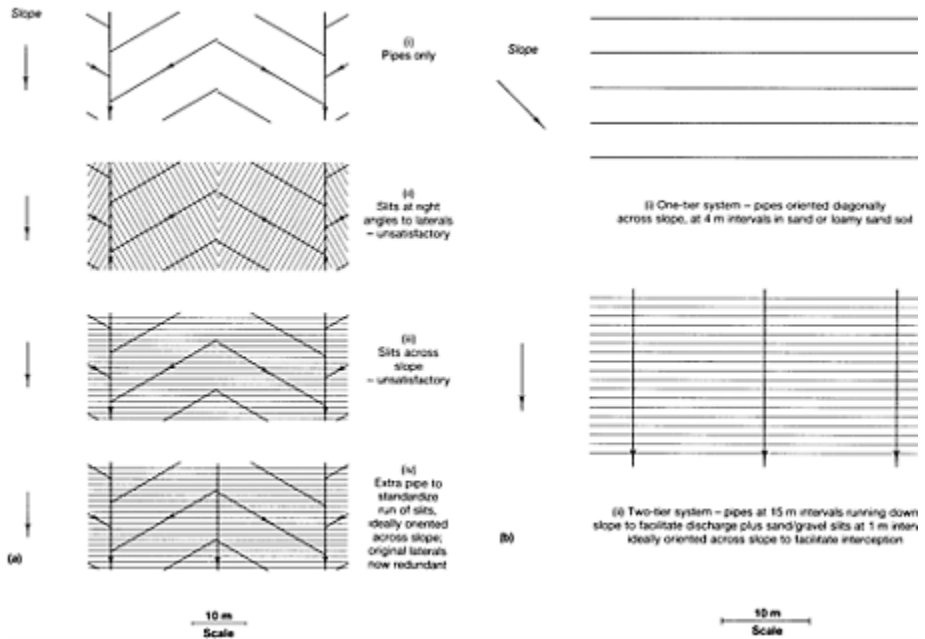 Slope
(i)
Pipes only
(ii)
Slits at right
angles to laterals
– unsatisfactory
(iii)
Slits across
slope
– unsatisfactory
(iv)
Extra pipe to
standardize
run of slits,
ideally oriented
across slope;
original laterals
now redundant
(a)
10 m
Scale
Slope
(i) One-tier system – pipes oriented diagonally
across slope, at 4 m intervals in sand or loamy sand soil
(ii) Two-tier system – pipes at 15 m intervals running down
slope to facilitate discharge plus sand/gravel slits at 1 m interv
ideally oriented across slope to facilitate interception
(b)
10 m
Scale